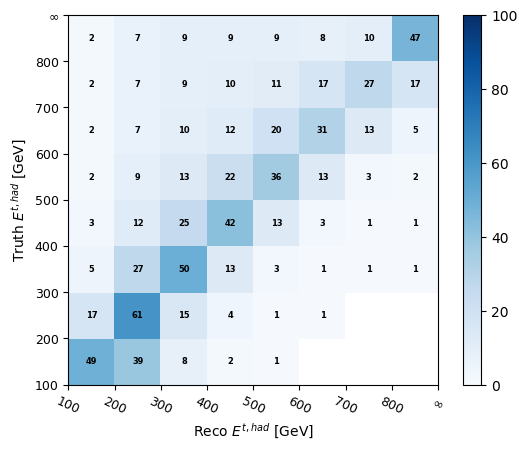 ∞
800
700
600
500
400
300
200
100
Truth E^{t,had} [GeV]
2 7 9 9 9 8 10 47
2 7 9 10 11 17 27 17
2 7 10 12 20 31 13 5
2 9 13 22 36 13 3 2
3 12 25 42 13 3 1 1
5 27 50 13 3 1 1 1
17 61 15 4 1 1
49 39 8 2 1
100 200 300 400 500 600 700 800 ∞
Reco E^{t,had} [GeV]
100
80
60
40
20
0